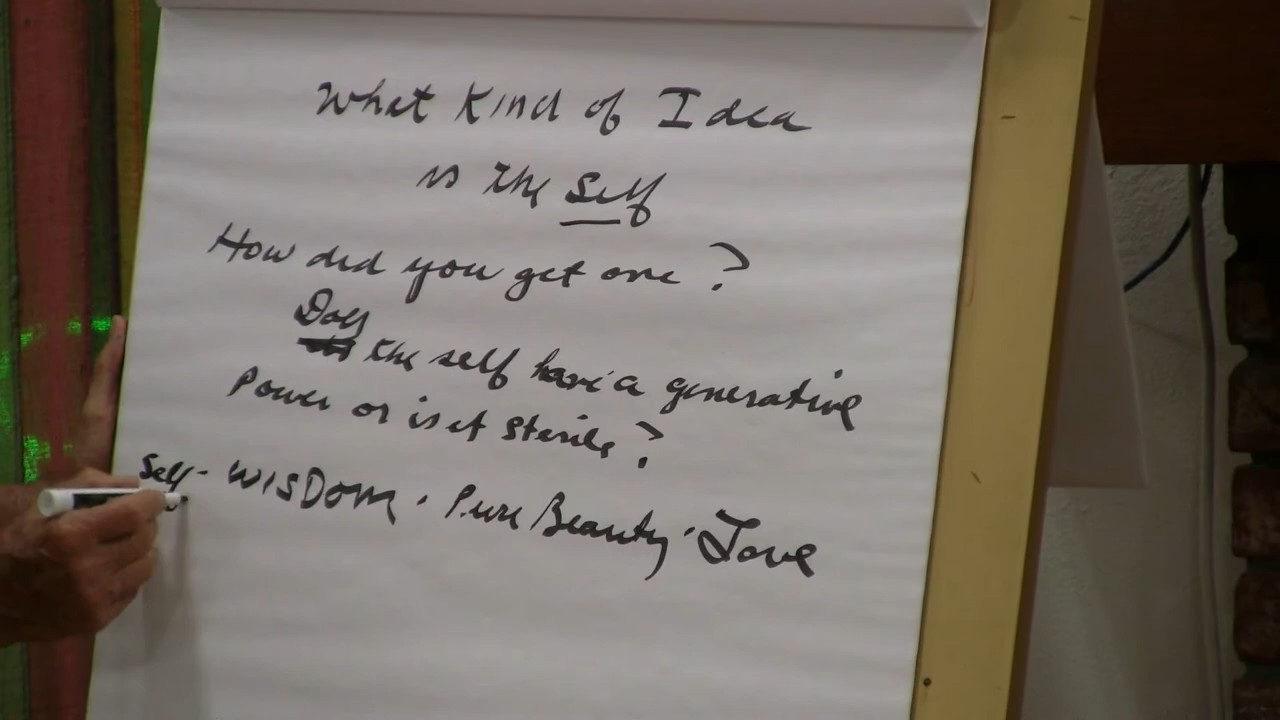 What Kind of Idea
is the Self
How did you get one?
Does
the self have a generative
Power or is it sterile?
Self - WISDOM · Pure Beauty · Love